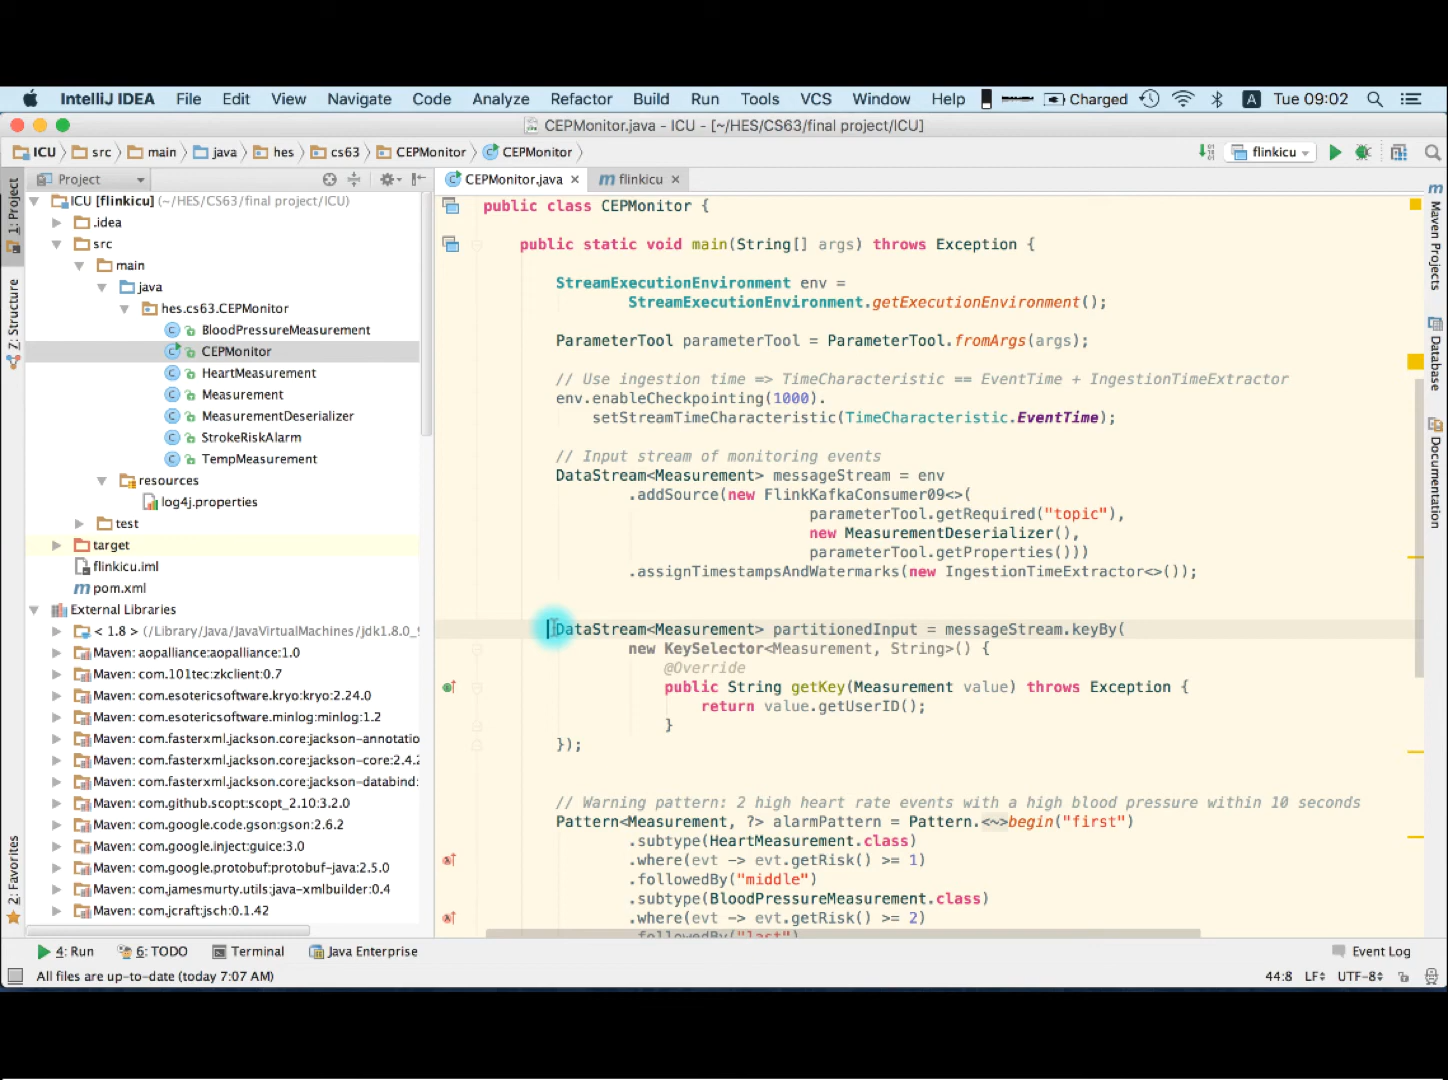 IntelliJ IDEA File Edit View Navigate Code Analyze Refactor Build Run Tools VCS Window Help Charged A Tue 09:02
CEPMonitor.java - ICU - [~/HES/CS63/final project/ICU]
ICU src main java hes cs63 CEPMonitor CEPMonitor flinkicu
Project
CEPMonitor.java
m flinkicu
1: Project
7: Structure
2: Favorites
ICU [flinkicu] (~/HES/CS63/final project/ICU)
.idea
src
main
java
hes.cs63.CEPMonitor
BloodPressureMeasurement
CEPMonitor
HeartMeasurement
Measurement
MeasurementDeserializer
StrokeRiskAlarm
TempMeasurement
resources
log4j.properties
test
target
flinkicu.iml
m pom.xml
External Libraries
< 1.8 > (/Library/Java/JavaVirtualMachines/jdk1.8.0_9
Maven: aopalliance:aopalliance:1.0
Maven: com.101tec:zkclient:0.7
Maven: com.esotericsoftware.kryo:kryo:2.24.0
Maven: com.esotericsoftware.minlog:minlog:1.2
Maven: com.fasterxml.jackson.core:jackson-annotatio
Maven: com.fasterxml.jackson.core:jackson-core:2.4.2
Maven: com.fasterxml.jackson.core:jackson-databind:
Maven: com.github.scopt:scopt_2.10:3.2.0
Maven: com.google.code.gson:gson:2.6.2
Maven: com.google.inject:guice:3.0
Maven: com.google.protobuf:protobuf-java:2.5.0
Maven: com.jamesmurty.utils:java-xmlbuilder:0.4
Maven: com.jcraft:jsch:0.1.42
public class CEPMonitor {
public static void main(String[] args) throws Exception {
StreamExecutionEnvironment env =
StreamExecutionEnvironment.getExecutionEnvironment();
ParameterTool parameterTool = ParameterTool.fromArgs(args);
// Use ingestion time => TimeCharacteristic == EventTime + IngestionTimeExtractor
env.enableCheckpointing(1000).
setStreamTimeCharacteristic(TimeCharacteristic.EventTime);
// Input stream of monitoring events
DataStream<Measurement> messageStream = env
.addSource(new FlinkKafkaConsumer09<>(
parameterTool.getRequired("topic"),
new MeasurementDeserializer(),
parameterTool.getProperties()))
.assignTimestampsAndWatermarks(new IngestionTimeExtractor<>());
DataStream<Measurement> partitionedInput = messageStream.keyBy(
new KeySelector<Measurement, String>() {
@Override
public String getKey(Measurement value) throws Exception {
return value.getUserID();
}
});
// Warning pattern: 2 high heart rate events with a high blood pressure within 10 seconds
Pattern<Measurement, ?> alarmPattern = Pattern.<~>begin("first")
.subtype(HeartMeasurement.class)
.where(evt -> evt.getRisk() >= 1)
.followedBy("middle")
.subtype(BloodPressureMeasurement.class)
.where(evt -> evt.getRisk() >= 2)
.followedBy("last")
m Maven Projects
Database
Documentation
4: Run 6: TODO Terminal Java Enterprise Event Log
All files are up-to-date (today 7:07 AM) 44:8 LF UTF-8